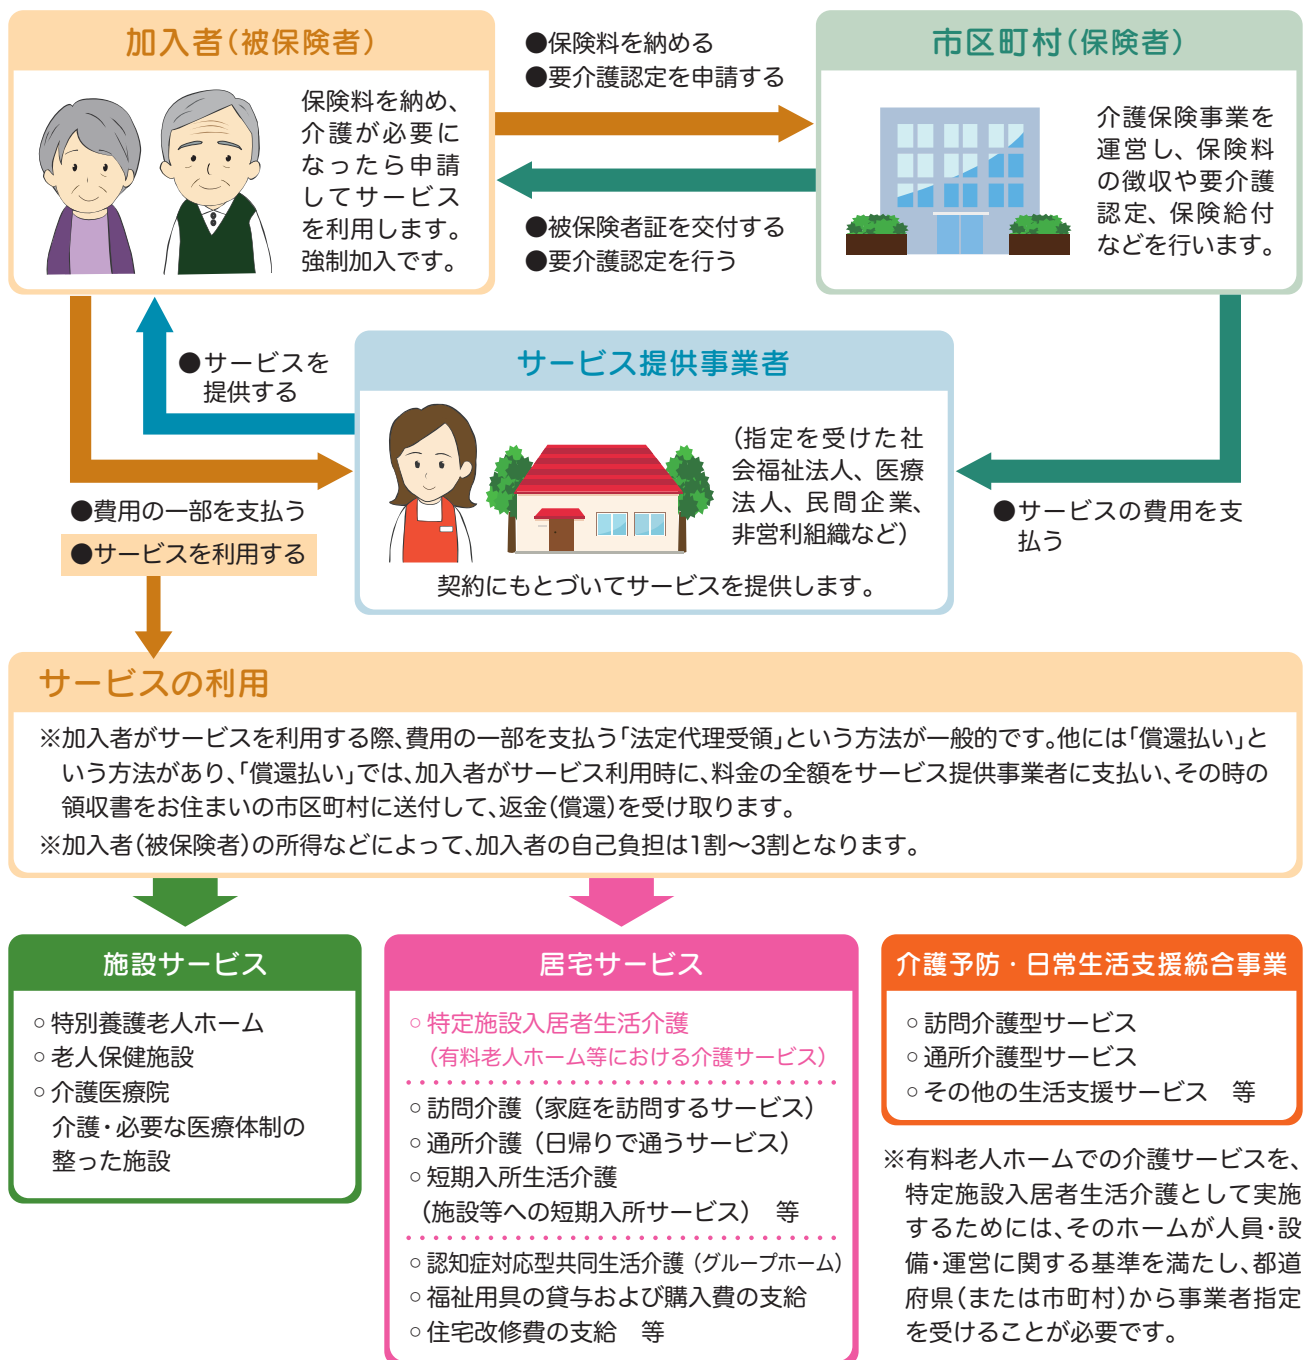 加入者(被保険者)
保険料を納め、
介護が必要に
なったら申請
してサービス
を利用します。
強制加入です。
●保険料を納める
●要介護認定を申請する
●被保険者証を交付する
●要介護認定を行う
市区町村(保険者)
介護保険事業を
運営し、保険料
の徴収や要介護
認定、保険給付
などを行います。
●サービスを
提供する
サービス提供事業者
(指定を受けた社
会福祉法人、医療
法人、民間企業、
非営利組織など)
契約にもとづいてサービスを提供します。
●費用の一部を支払う
●サービスを利用する
●サービスの費用を支
払う
サービスの利用
※加入者がサービスを利用する際、費用の一部を支払う「法定代理受領」という方法が一般的です。他には「償還払い」と
いう方法があり、「償還払い」では、加入者がサービス利用時に、料金の全額をサービス提供事業者に支払い、その時の
領収書をお住まいの市区町村に送付して、返金(償還)を受け取ります。
※加入者(被保険者)の所得などによって、加入者の自己負担は1割〜3割となります。
施設サービス
○特別養護老人ホーム
○老人保健施設
○介護医療院
介護・必要な医療体制の
整った施設
居宅サービス
○特定施設入居者生活介護
(有料老人ホーム等における介護サービス)
○訪問介護(家庭を訪問するサービス)
○通所介護(日帰りで通うサービス)
○短期入所生活介護
(施設等への短期入所サービス) 等
○認知症対応型共同生活介護(グループホーム)
○福祉用具の貸与および購入費の支給
○住宅改修費の支給 等
介護予防・日常生活支援統合事業
○訪問介護型サービス
○通所介護型サービス
○その他の生活支援サービス 等
※有料老人ホームでの介護サービスを、
特定施設入居者生活介護として実施
するためには、そのホームが人員・設
備・運営に関する基準を満たし、都道
府県(または市町村)から事業者指定
を受けることが必要です。